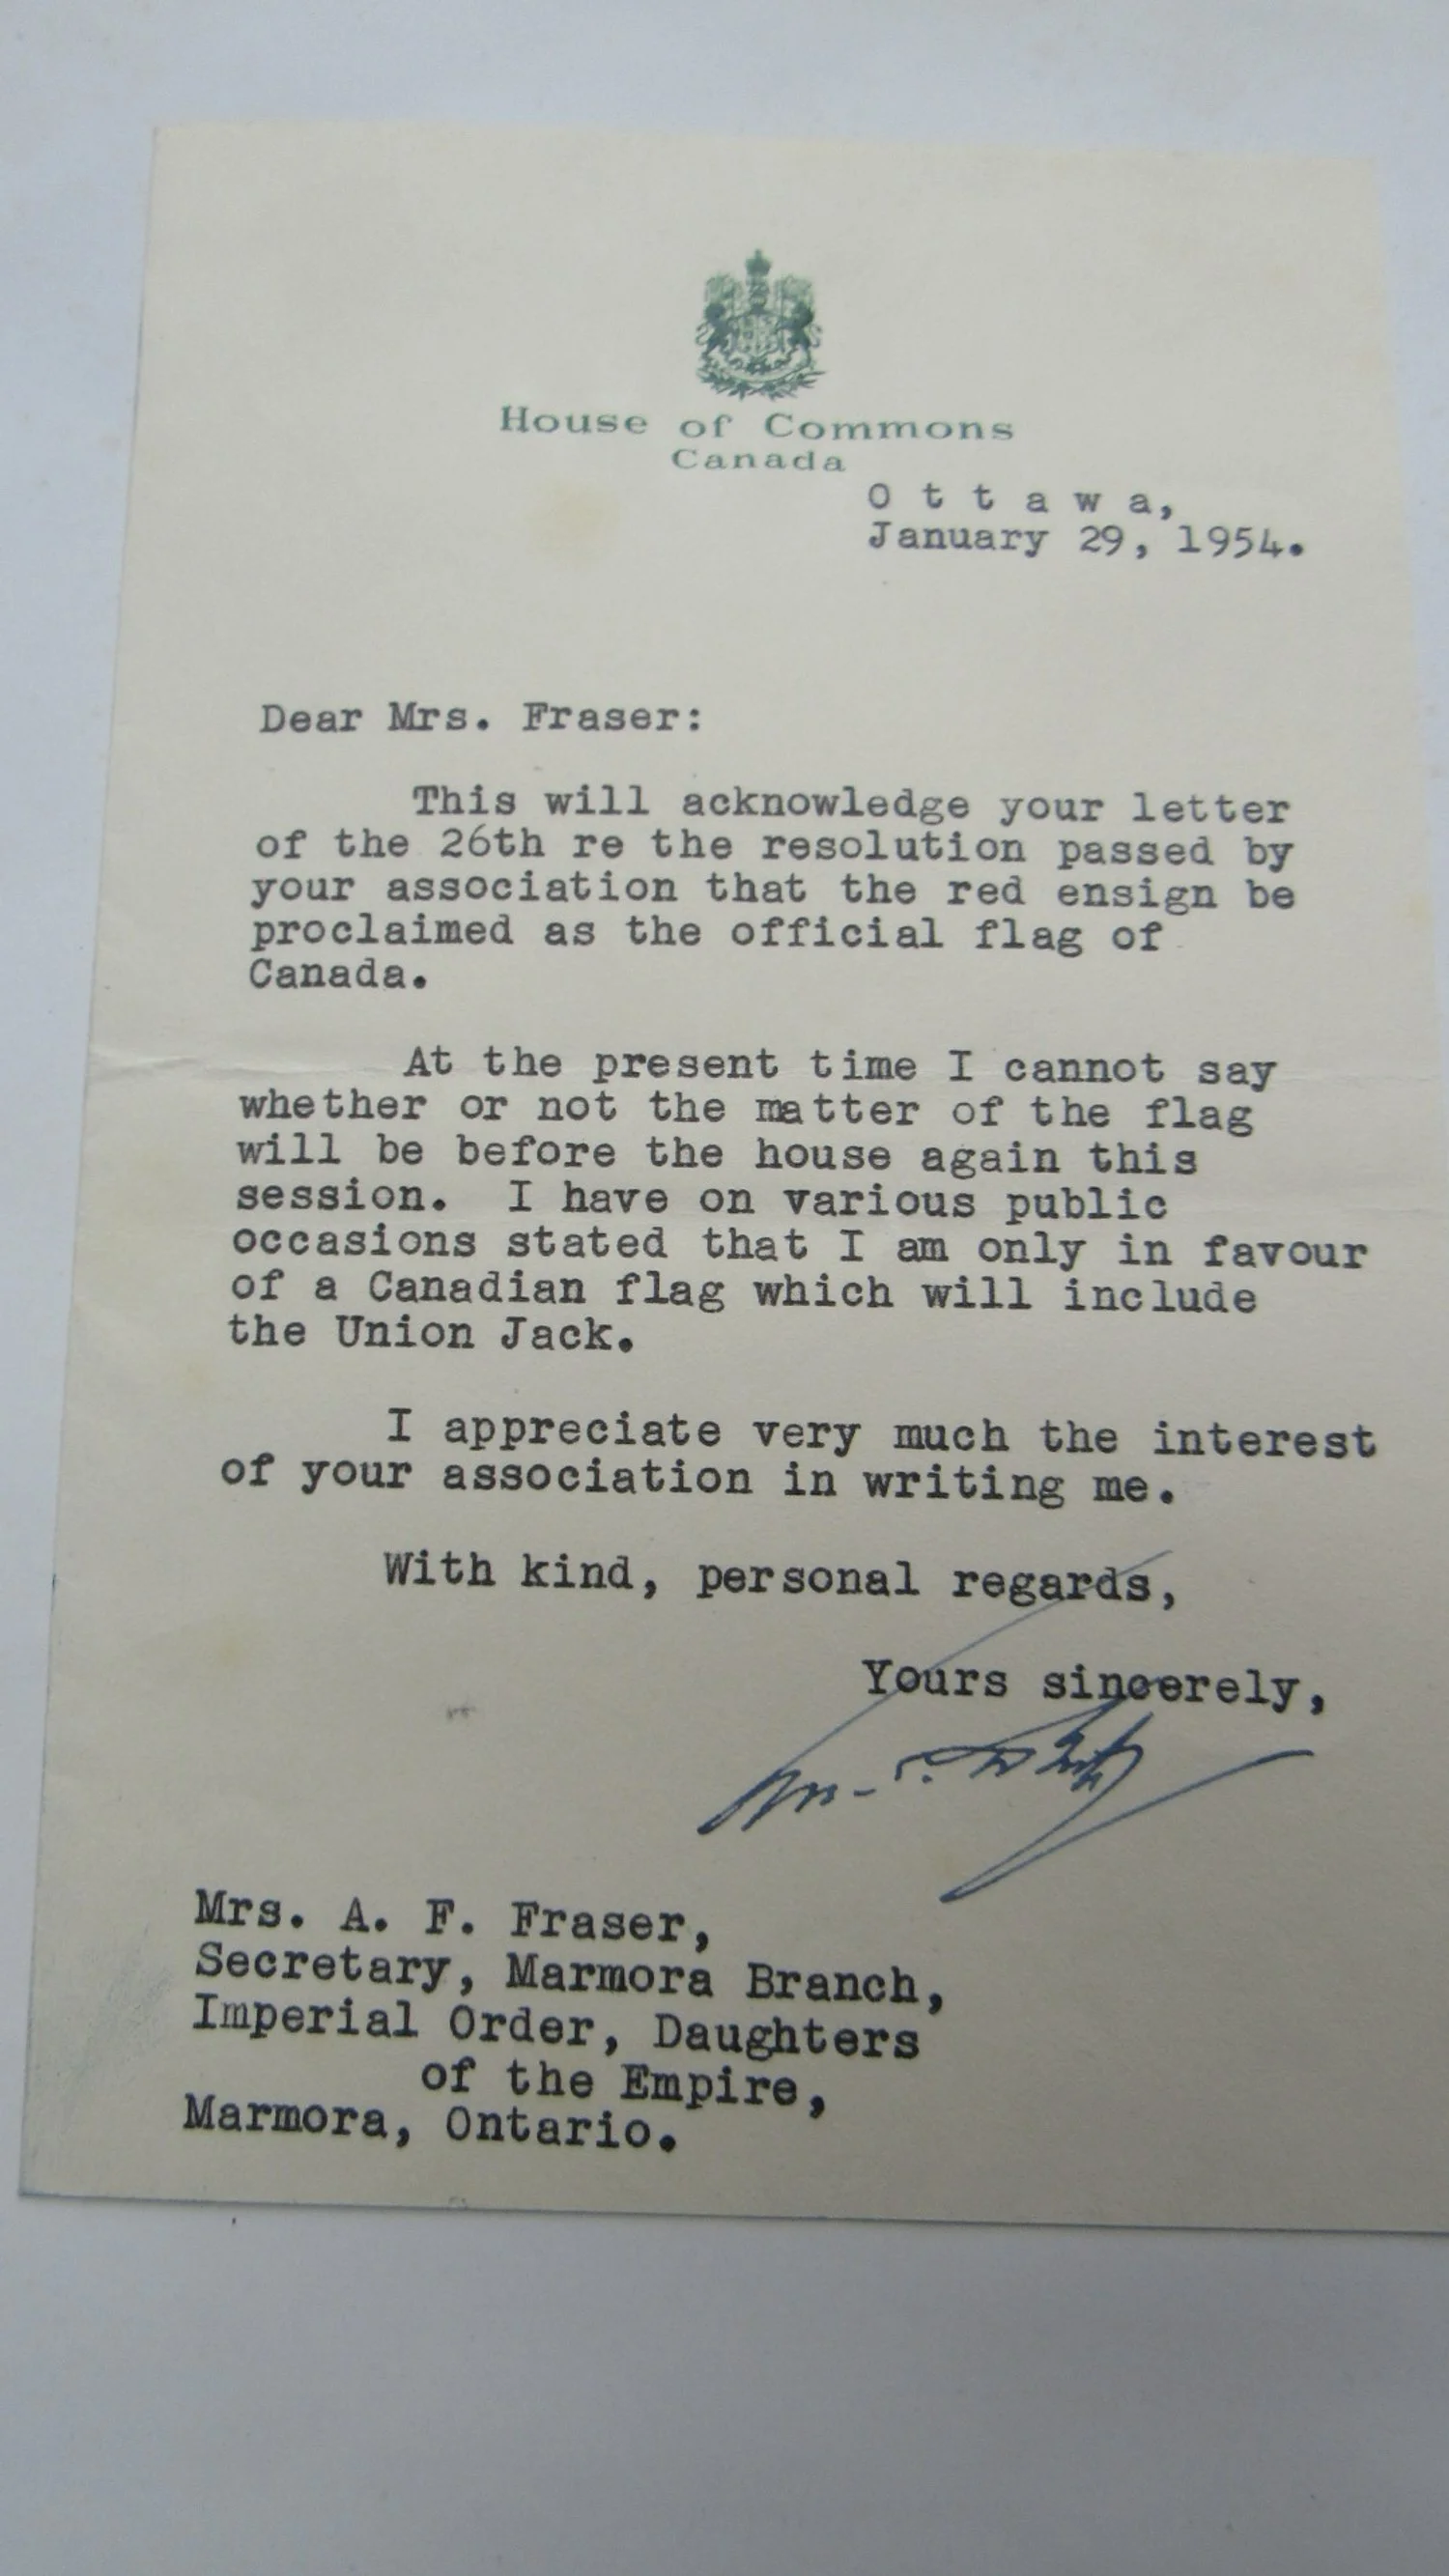 House of Commons
Canada
O t t a w a,
January 29, 1954.
Dear Mrs. Fraser:
This will acknowledge your letter
of the 26th re the resolution passed by
your association that the red ensign be
proclaimed as the official flag of
Canada.
At the present time I cannot say
whether or not the matter of the flag
will be before the house again this
session. I have on various public
occasions stated that I am only in favour
of a Canadian flag which will include
the Union Jack.
I appreciate very much the interest
of your association in writing me.
With kind, personal regards,
Yours sincerely,
Mrs. A. F. Fraser,
Secretary, Marmora Branch,
Imperial Order, Daughters
of the Empire,
Marmora, Ontario.